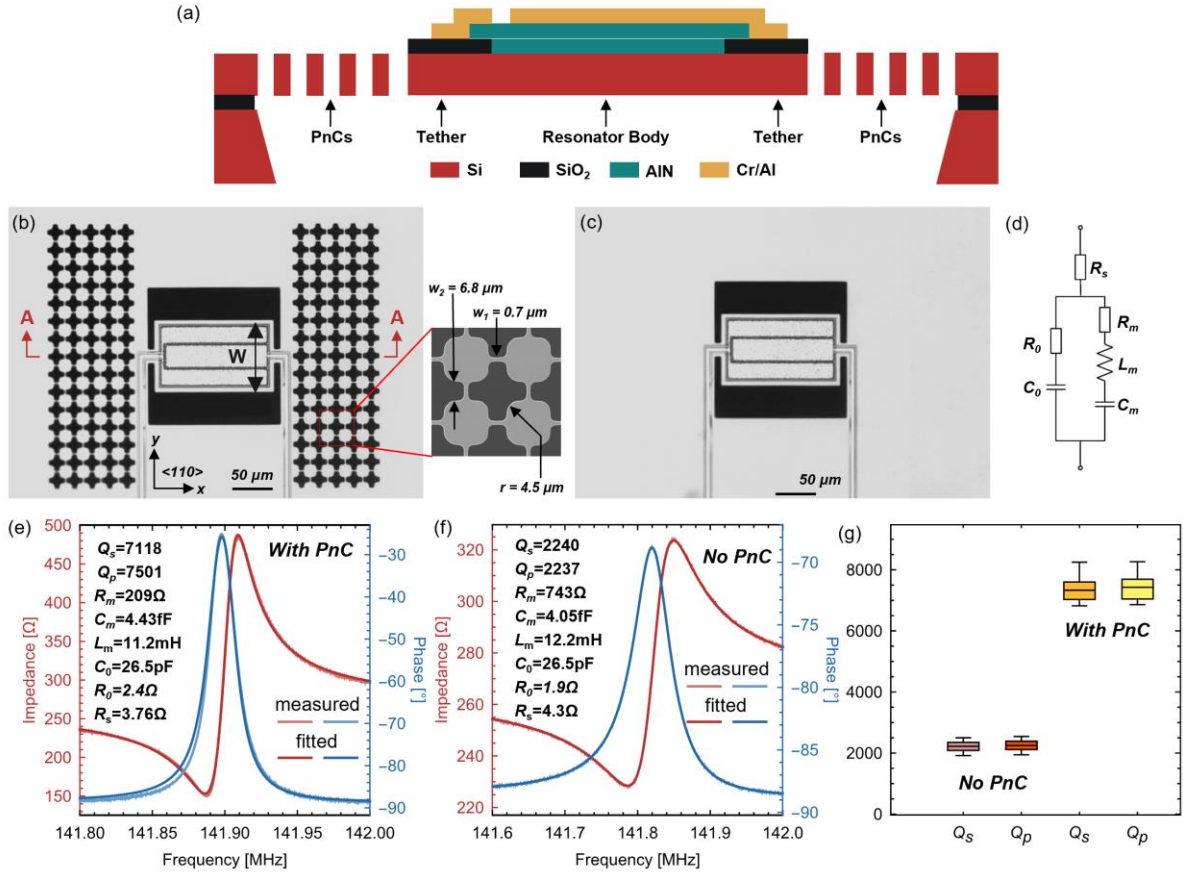 (a)
PnCs
Tether
Resonator Body
Tether
PnCs
Si
SiO2
AlN
Cr/Al
(b)
A
A
W
y
<110>
x
50 μm
w2 = 6.8 μm
w1 = 0.7 μm
r = 4.5 μm
(c)
50 μm
(d)
Rs
R0
C0
Rm
Lm
Cm
(e)
With PnC
Qs=7118
Qp=7501
Rm=209Ω
Cm=4.43fF
Lm=11.2mH
C0=26.5pF
R0=2.4Ω
Rs=3.76Ω
measured
fitted
500
450
400
350
300
250
200
150
Impedance [Ω]
-30
-40
-50
-60
-70
-80
-90
Phase [°]
141.80
141.85
141.90
141.95
142.00
Frequency [MHz]
(f)
No PnC
Qs=2240
Qp=2237
Rm=743Ω
Cm=4.05fF
Lm=12.2mH
C0=26.5pF
R0=1.9Ω
Rs=4.3Ω
measured
fitted
320
300
280
260
240
220
Impedance [Ω]
-70
-75
-80
-85
-90
Phase [°]
141.6
141.7
141.8
141.9
142.0
Frequency [MHz]
(g)
8000
6000
4000
2000
0
With PnC
No PnC
Qs
Qp
Qs
Qp